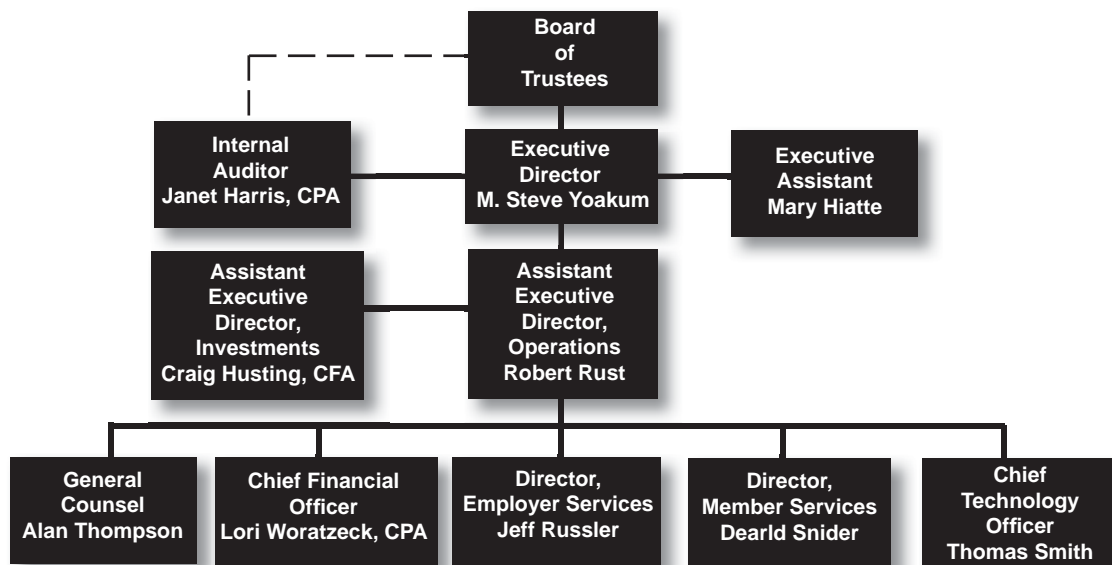 Board
of
Trustees
Internal
Auditor
Janet Harris, CPA
Executive
Director
M. Steve Yoakum
Executive
Assistant
Mary Hiatte
Assistant
Executive
Director,
Investments
Craig Husting, CFA
Assistant
Executive
Director,
Operations
Robert Rust
General
Counsel
Alan Thompson
Chief Financial
Officer
Lori Woratzeck, CPA
Director,
Employer Services
Jeff Russler
Director,
Member Services
Dearld Snider
Chief
Technology
Officer
Thomas Smith